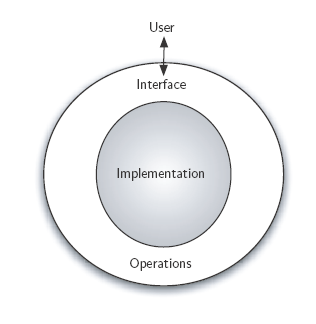 User
Interface
Implementation
Operations